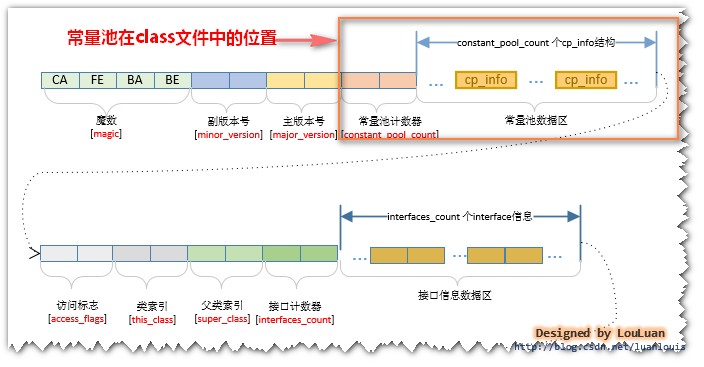 常量池在class文件中的位置
constant_pool_count 个cp_info结构
CA FE BA BE
... cp_info ... cp_info ...
魔数 副版本号 主版本号 常量池计数器 常量池数据区
[magic] [minor_version] [major_version] [constant_pool_count]
interfaces_count 个interface信息
... ... ...
访问标志 类索引 父类索引 接口计数器 接口信息数据区
[access_flags] [this_class] [super_class] [interfaces_count]
Designed by LouLuan
http://blog.csdn.net/luanlouis